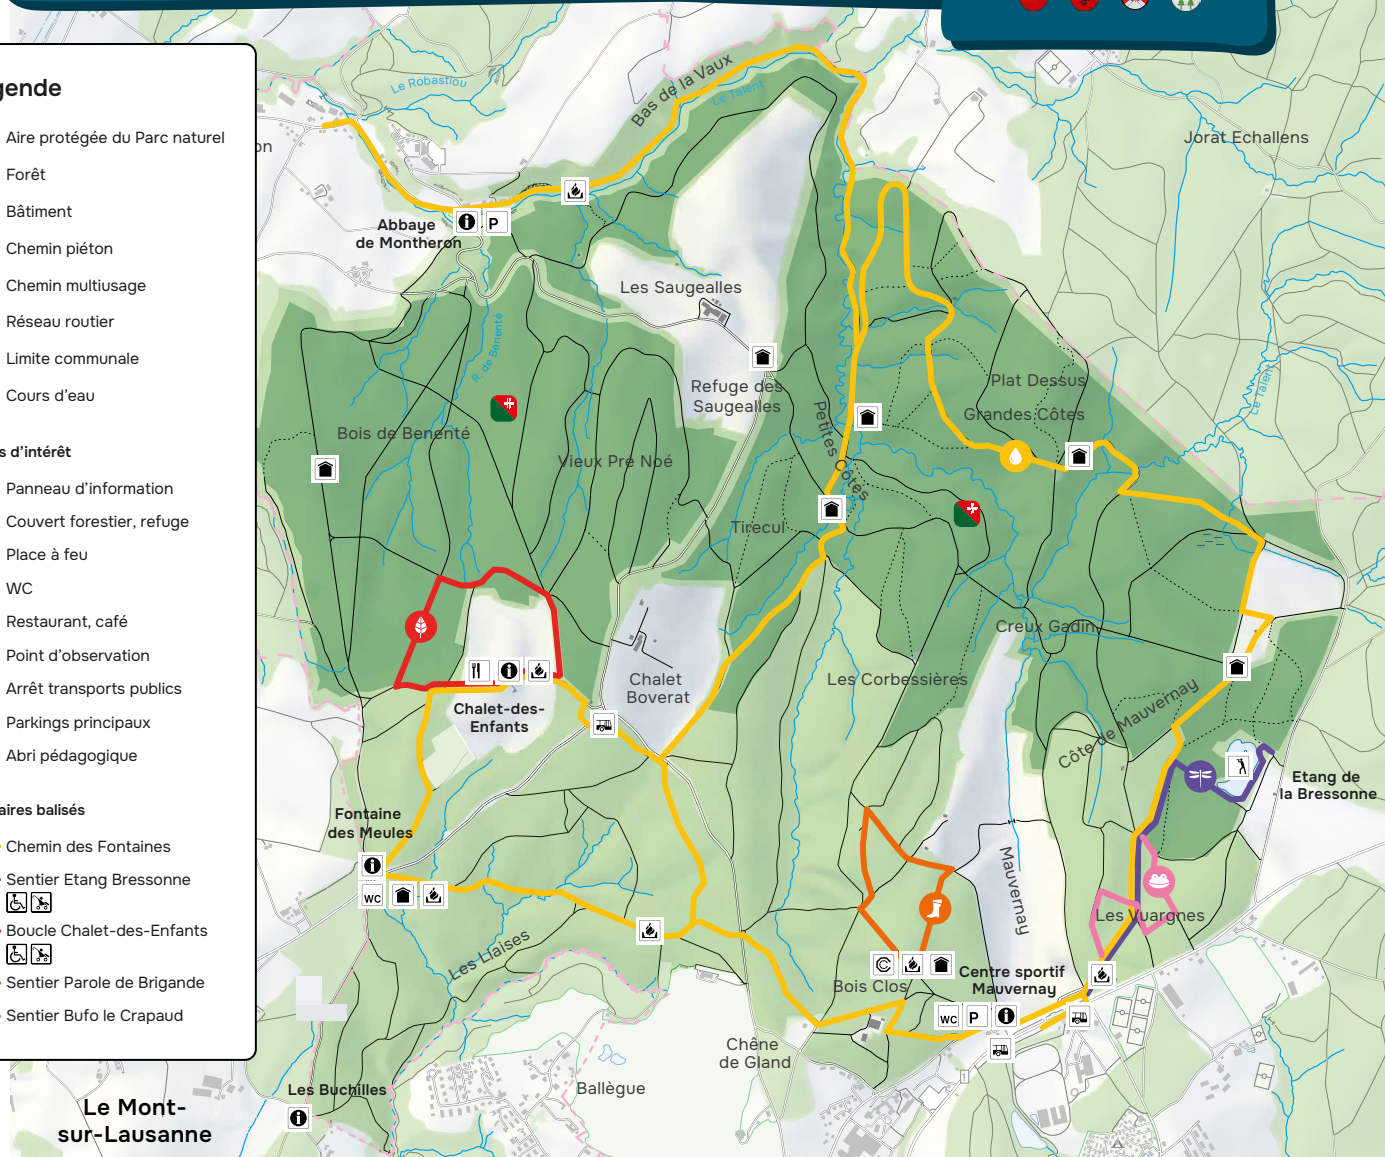 gende
Aire protégée du Parc naturel
Forêt
Bâtiment
Chemin piéton
Chemin multiusage
Réseau routier
Limite communale
Cours d'eau
s d'intérêt
Panneau d'information
Couvert forestier, refuge
Place à feu
WC
Restaurant, café
Point d'observation
Arrêt transports publics
Parkings principaux
Abri pédagogique
aires balisés
Chemin des Fontaines
Sentier Etang Bressonne
Boucle Chalet-des-Enfants
Sentier Parole de Brigande
Sentier Bufo le Crapaud
Le Robastiou
Bas de la Vaux
Le Talent
Jorat Echallens
on
Abbaye
de Montheron
P
Les Saugealles
R. de Benenté
Refuge des
Saugealles
Plat Dessus
Grandes Côtes
Le Talent
Petites Côtes
Bois de Benenté
Vieux Pré Noé
Tirecul
Creux Gadin
Chalet
Boverat
Les Corbessières
Côte de Mauvernay
Chalet-des-
Enfants
Etang de
la Bressonne
Fontaine
des Meules
WC
Mauvernay
Les Vuargnes
Les Liaises
Centre sportif
Mauvernay
Bois Clos
WC
P
Chêne
de Gland
Ballègue
1
Les Buchilles
Le Mont-
sur-Lausanne